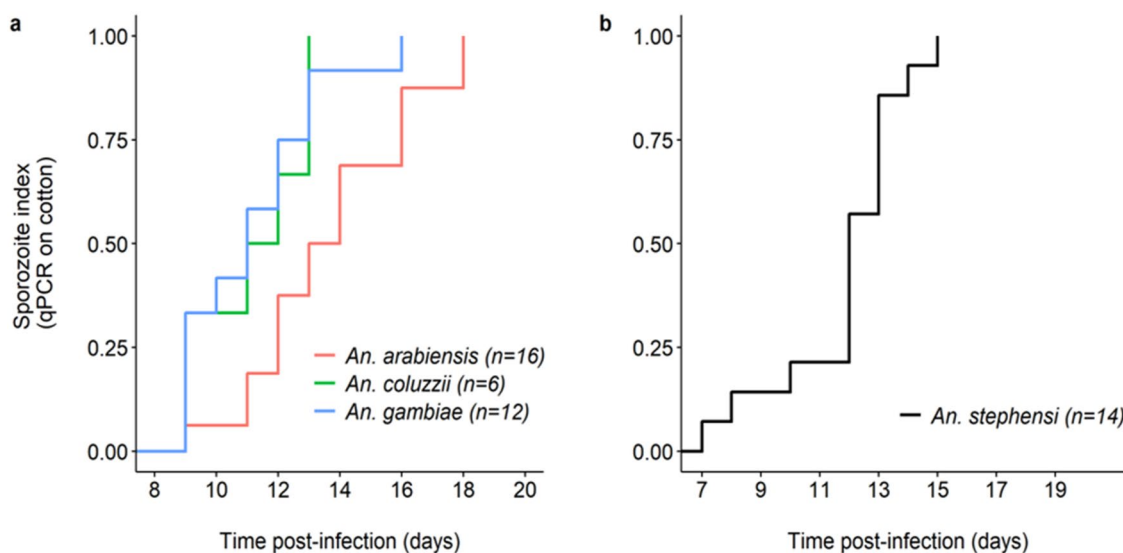 a
1.00
0.75
0.50
0.25
0.00
Sporozoite index
(qPCR on cotton)
An. arabiensis (n=16)
An. coluzzii (n=6)
An. gambiae (n=12)
8 10 12 14 16 18 20
Time post-infection (days)
b
1.00
0.75
0.50
0.25
0.00
An. stephensi (n=14)
7 9 11 13 15 17 19
Time post-infection (days)